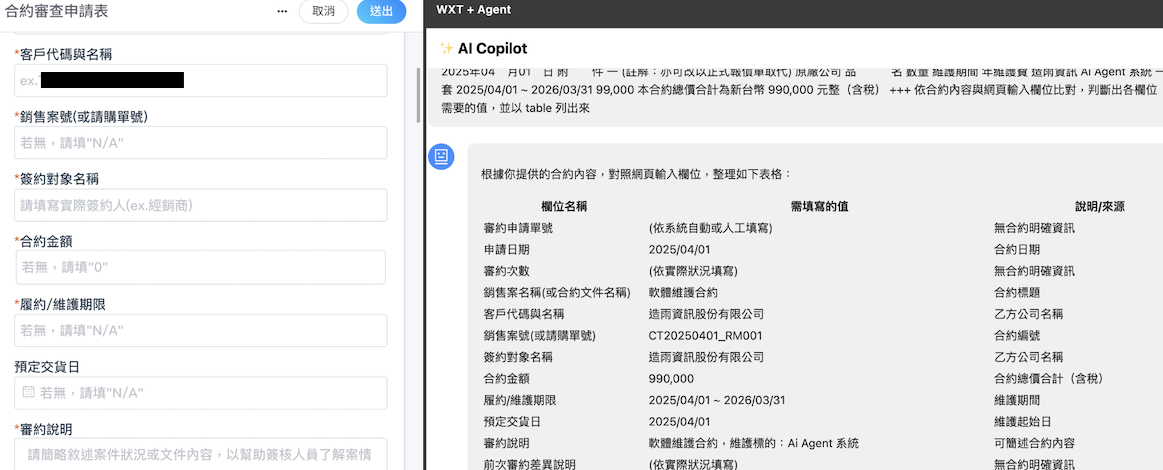 合約審查申請表
... 取消 送出
*客戶代碼與名稱
ex.
*銷售案號(或請購單號)
若無，請填"N/A"
*簽約對象名稱
請填寫實際簽約人(ex.經銷商)
*合約金額
若無，請填"0"
*履約/維護期限
若無，請填"N/A"
預定交貨日
若無，請填"N/A"
*審約說明
請簡略敘述案件狀況或文件內容，以幫助簽核人員了解案情
WXT + Agent
✨ AI Copilot
2025年04 月01 日 附 件 一 (註解：亦可改以正式報價單取代) 原廠公司 品 名 數量 維護期間 年維護費 造雨資訊 AI Agent 系統 一
套 2025/04/01 ~ 2026/03/31 99,000 本合約總價合計為新台幣 990,000 元整（含稅） +++ 依合約內容與網頁輸入欄位比對，判斷出各欄位
需要的值，並以 table 列出來
根據你提供的合約內容，對照網頁輸入欄位，整理如下表格：
欄位名稱 需填寫的值 說明/來源
審約申請單號 (依系統自動或人工填寫) 無合約明確資訊
申請日期 2025/04/01 合約日期
審約次數 (依實際狀況填寫) 無合約明確資訊
銷售案名稱(或合約文件名稱) 軟體維護合約 合約標題
客戶代碼與名稱 造雨資訊股份有限公司 乙方公司名稱
銷售案號(或請購單號) CT20250401_RM001 合約編號
簽約對象名稱 造雨資訊股份有限公司 乙方公司名稱
合約金額 990,000 合約總價合計（含稅）
履約/維護期限 2025/04/01 ~ 2026/03/31 維護期間
預定交貨日 2025/04/01 維護起始日
審約說明 軟體維護合約，維護標的：Ai Agent 系統 可簡述合約內容
前次審約差異說明 (依實際狀況填寫) 無合約明確資訊